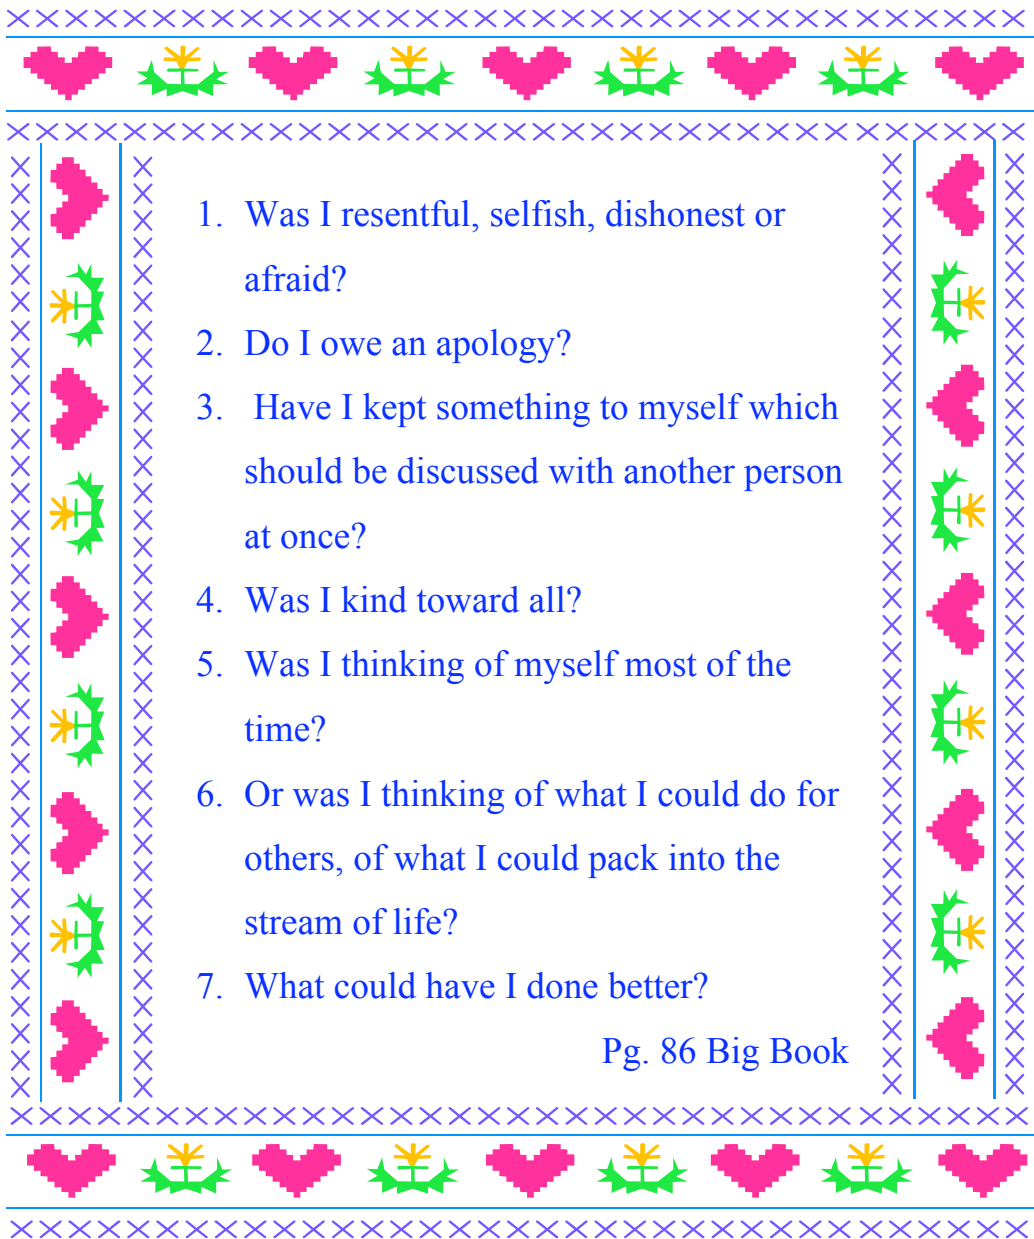 1. Was I resentful, selfish, dishonest or
afraid?
2. Do I owe an apology?
3. Have I kept something to myself which
should be discussed with another person
at once?
4. Was I kind toward all?
5. Was I thinking of myself most of the
time?
6. Or was I thinking of what I could do for
others, of what I could pack into the
stream of life?
7. What could have I done better?
Pg. 86 Big Book